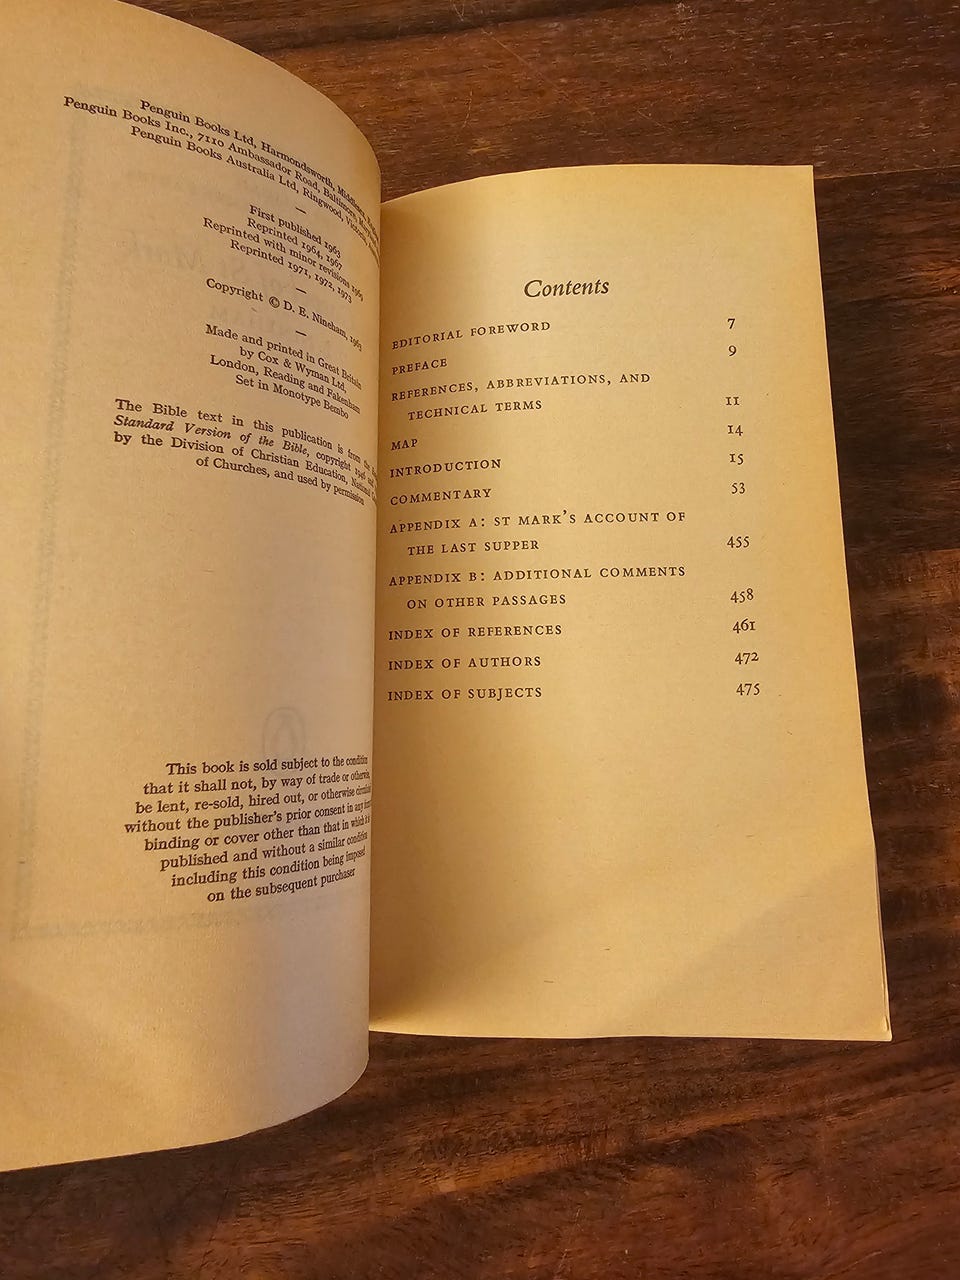 Penguin Books Ltd, Harmondsworth, Middlesex,
Penguin Books Inc., 7110 Ambassador Road, Baltimore, Maryland
Penguin Books Australia Ltd, Ringwood, Victoria,
—
First published 1963
Reprinted 1964, 1967
Reprinted with minor revisions 1969
Reprinted 1971, 1972, 1973
—
Copyright © D. E. Nineham, 1963
—
Made and printed in Great Britain
by Cox & Wyman Ltd,
London, Reading and Fakenham
Set in Monotype Bembo
The Bible text in this publication is from the
Standard Version of the Bible, copyright 1946 and
by the Division of Christian Education, National
of Churches, and used by permission
This book is sold subject to the condition
that it shall not, by way of trade or otherwise,
be lent, re-sold, hired out, or otherwise
without the publisher's prior consent in any
binding or cover other than that in which it is
published and without a similar condition
including this condition being imposed
on the subsequent purchaser
Contents
EDITORIAL FOREWORD 7
PREFACE 9
REFERENCES, ABBREVIATIONS, AND
TECHNICAL TERMS 11
MAP 14
INTRODUCTION 15
COMMENTARY 53
APPENDIX A: ST MARK'S ACCOUNT OF
THE LAST SUPPER 455
APPENDIX B: ADDITIONAL COMMENTS
ON OTHER PASSAGES 458
INDEX OF REFERENCES 461
INDEX OF AUTHORS 472
INDEX OF SUBJECTS 475